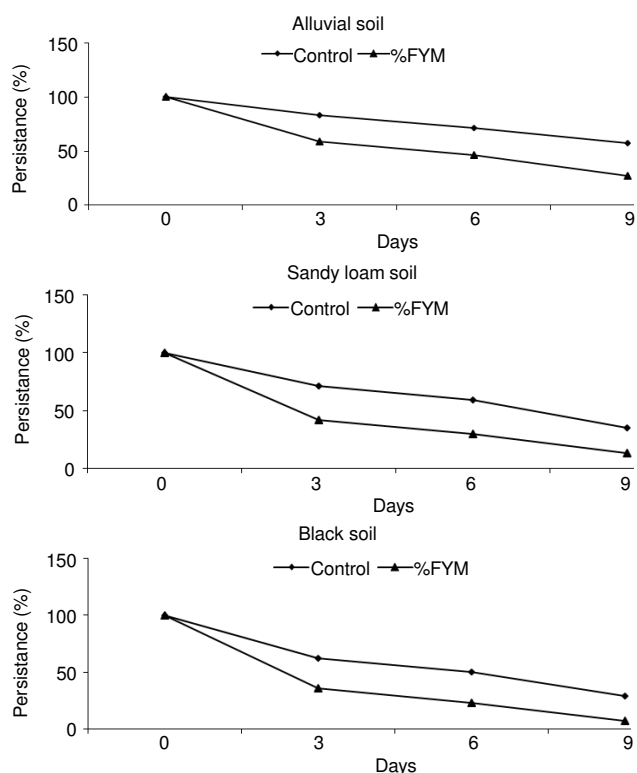 Alluvial soil
Control %FYM
Persistance (%)
150
100
50
0
0 3 6 9
Days
Sandy loam soil
Control %FYM
Persistance (%)
150
100
50
0
0 3 6 9
Days
Black soil
Control %FYM
Persistance (%)
150
100
50
0
0 3 6 9
Days